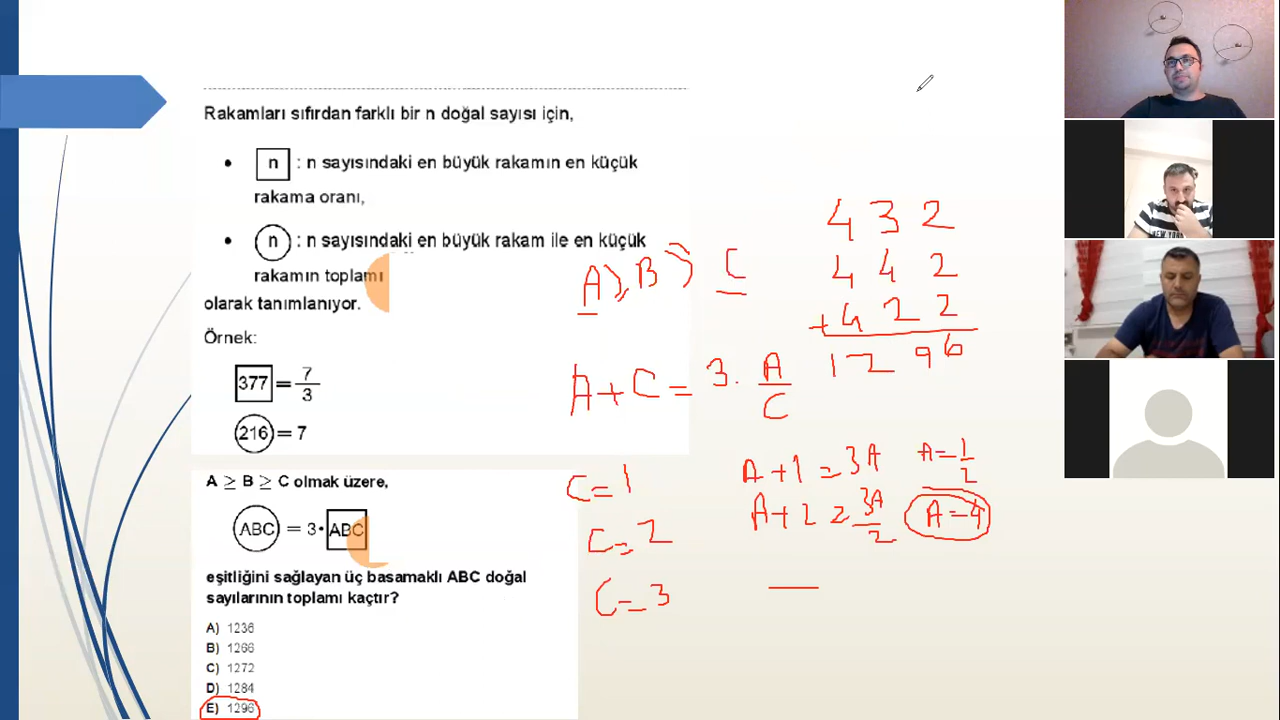 Rakamları sıfırdan farklı bir n doğal sayısı için,
• n : n sayısındaki en büyük rakamın en küçük
rakama oranı,
• n : n sayısındaki en büyük rakam ile en küçük
rakamın toplamı
olarak tanımlanıyor.
Örnek:
377 = 7/3
216 = 7
A ≥ B ≥ C olmak üzere,
ABC = 3 • ABC
eşitliğini sağlayan üç basamaklı ABC doğal
sayılarının toplamı kaçtır?
A) 1236
B) 1266
C) 1272
D) 1284
E) 1296
A ≥ B ≥ C
A + C = 3 . A/C
C = 1
C = 2
C = 3
432
442
+ 422
1296
A + 1 = 3A
A = 1/2
A + 2 = 3A/2
A = 4
NEW YORK